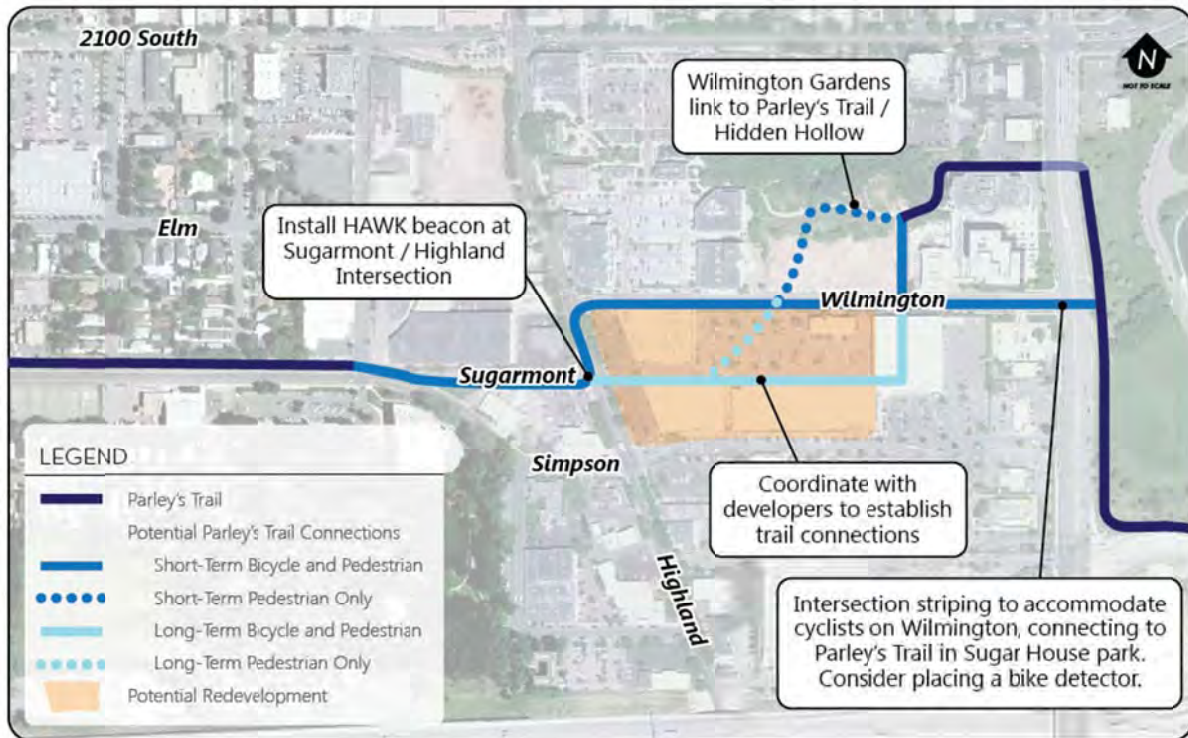 2100 South
N
NOT TO SCALE
Wilmington Gardens
link to Parley's Trail /
Hidden Hollow
Elm
Install HAWK beacon at
Sugarmont / Highland
Intersection
Wilmington
Sugarmont
Simpson
Coordinate with
developers to establish
trail connections
Highland
Intersection striping to accommodate
cyclists on Wilmington, connecting to
Parley's Trail in Sugar House park.
Consider placing a bike detector.
LEGEND
Parley's Trail
Potential Parley's Trail Connections
Short-Term Bicycle and Pedestrian
Short-Term Pedestrian Only
Long-Term Bicycle and Pedestrian
Long-Term Pedestrian Only
Potential Redevelopment